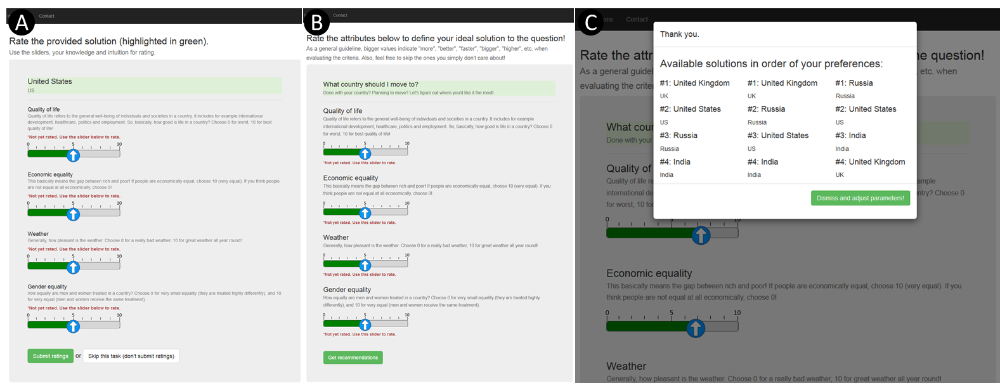 A
Contact
Rate the provided solution (highlighted in green).
Use the sliders, your knowledge and intuition for rating.
United States
US
Quality of life
Quality of life refers to the general well-being of individuals and societies in a country. It includes for example international
development, healthcare, politics and employment. So, basically, how good is life in a country? Choose 0 for worst, 10 for best
quality of life!
*Not yet rated. Use the slider below to rate.
0 5 10
Economic equality
This basically means the gap between rich and poor! If people are economically equal, choose 10 (very equal). If you think people
are not equal at all economically, choose 0!
*Not yet rated. Use the slider below to rate.
0 5 10
Weather
Generally, how pleasant is the weather. Choose 0 for a really bad weather, 10 for great weather all year round!
*Not yet rated. Use the slider below to rate.
0 5 10
Gender equality
How equally are men and women treated in a country? Choose 0 for very small equality (they are treated highly differently), and 10
for very equal (men and women receive the same treatment).
*Not yet rated. Use the slider below to rate.
0 5 10
Submit ratings or Skip this task (don't submit ratings)
B
Contact
Rate the attributes below to define your ideal solution to the question!
As a general guideline, bigger values indicate "more", "better", "faster", "bigger", "higher", etc. when
evaluating the criteria. Also, feel free to skip the ones you simply don't care about!
What country should I move to?
Done with your country? Planning to move? Let's figure out where you'd like it the most!
Quality of life
Quality of life refers to the general well-being of individuals and societies in a country. It includes for example
international development, healthcare, politics and employment. So, basically, how good is life in a country? Choose 0
for worst, 10 for best quality of life!
0 5 10
*Not yet rated. Use this slider to rate.
Economic equality
This basically means the gap between rich and poor! If people are economically equal, choose 10 (very equal). If you
think people are not equal at all economically, choose 0!
0 5 10
*Not yet rated. Use this slider to rate.
Weather
Generally, how pleasant is the weather. Choose 0 for a really bad weather, 10 for great weather all year round!
0 5 10
*Not yet rated. Use this slider to rate.
Gender equality
How equally are men and women treated in a country? Choose 0 for very small equality (they are treated highly
differently), and 10 for very equal (men and women receive the same treatment).
0 5 10
*Not yet rated. Use this slider to rate.
Get recommendations
C
ons Contact
Thank you.
Available solutions in order of your preferences:
#1: United Kingdom #1: United Kingdom #1: Russia
UK UK Russia
#2: United States #2: Russia #2: United States
US Russia US
#3: Russia #3: United States #3: India
Russia US India
#4: India #4: India #4: United Kingdom
India India UK
Dismiss and adjust parameters!
Rate the attr e question!
As a general guidel , etc. when
evaluating the criter
What cou
Done with your
Quality of
Quality of life re ample
international de ntry? Choose 0
for worst, 10 for
0 10
Economic equality
This basically means the gap between rich and poor! If people are economically equal, choose 10 (very equal). If you
think people are not equal at all economically, choose 0!
0 5 10
Weather
Generally, how pleasant is the weather. Choose 0 for a really bad weather, 10 for great weather all year round!